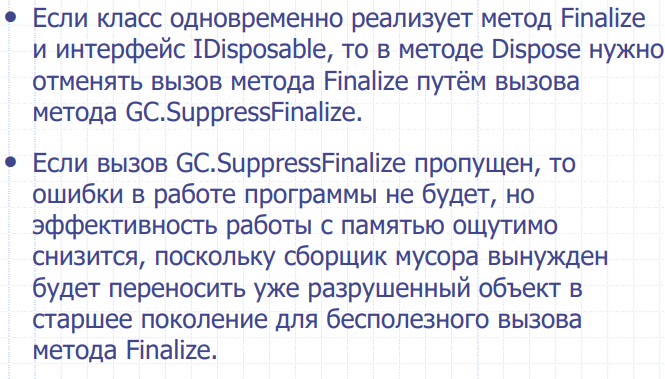 • Если класс одновременно реализует метод Finalize
и интерфейс IDisposable, то в методе Dispose нужно
отменять вызов метода Finalize путём вызова
метода GC.SuppressFinalize.
• Если вызов GC.SuppressFinalize пропущен, то
ошибки в работе программы не будет, но
эффективность работы с памятью ощутимо
снизится, поскольку сборщик мусора вынужден
будет переносить уже разрушенный объект в
старшее поколение для бесполезного вызова
метода Finalize.